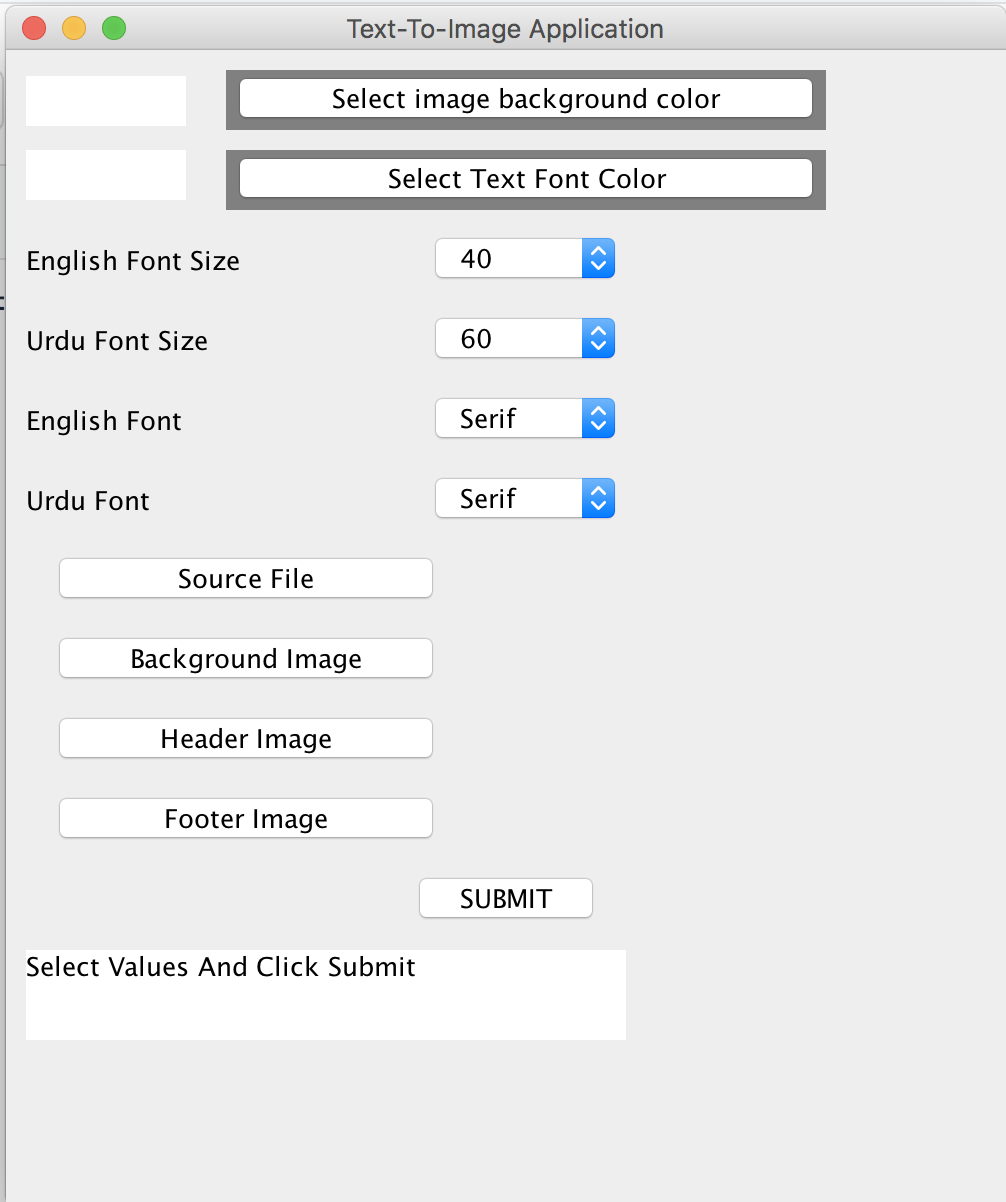 Text-To-Image Application
Select image background color
Select Text Font Color
English Font Size 40
Urdu Font Size 60
English Font Serif
Urdu Font Serif
Source File
Background Image
Header Image
Footer Image
SUBMIT
Select Values And Click Submit